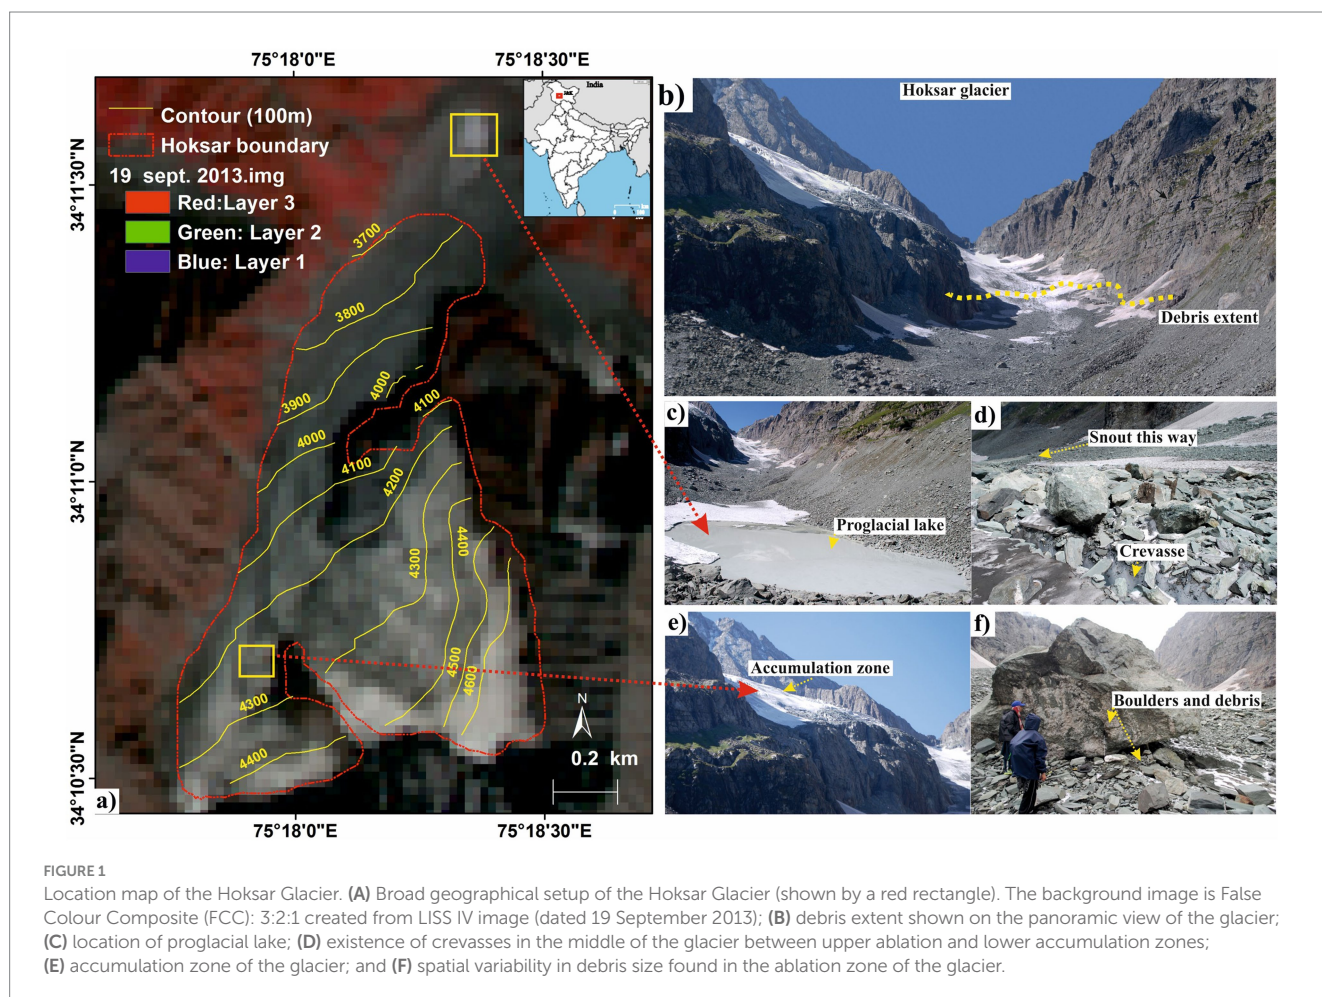 75°18'0"E
75°18'30"E
34°11'30"N
34°11'0"N
34°10'30"N
Contour (100m)
Hoksar boundary
19 sept. 2013.img
Red:Layer 3
Green: Layer 2
Blue: Layer 1
India
3700
3800
3900
4000
4000
4100
4100
4200
4300
4400
4500
4600
4300
4400
N
0.2 km
a)
75°18'0"E
75°18'30"E
b)
Hoksar glacier
Debris extent
c)
Proglacial lake
d)
Snout this way
Crevasse
e)
Accumulation zone
f)
Boulders and debris
FIGURE 1
Location map of the Hoksar Glacier. (A) Broad geographical setup of the Hoksar Glacier (shown by a red rectangle). The background image is False
Colour Composite (FCC): 3:2:1 created from LISS IV image (dated 19 September 2013); (B) debris extent shown on the panoramic view of the glacier;
(C) location of proglacial lake; (D) existence of crevasses in the middle of the glacier between upper ablation and lower accumulation zones;
(E) accumulation zone of the glacier; and (F) spatial variability in debris size found in the ablation zone of the glacier.